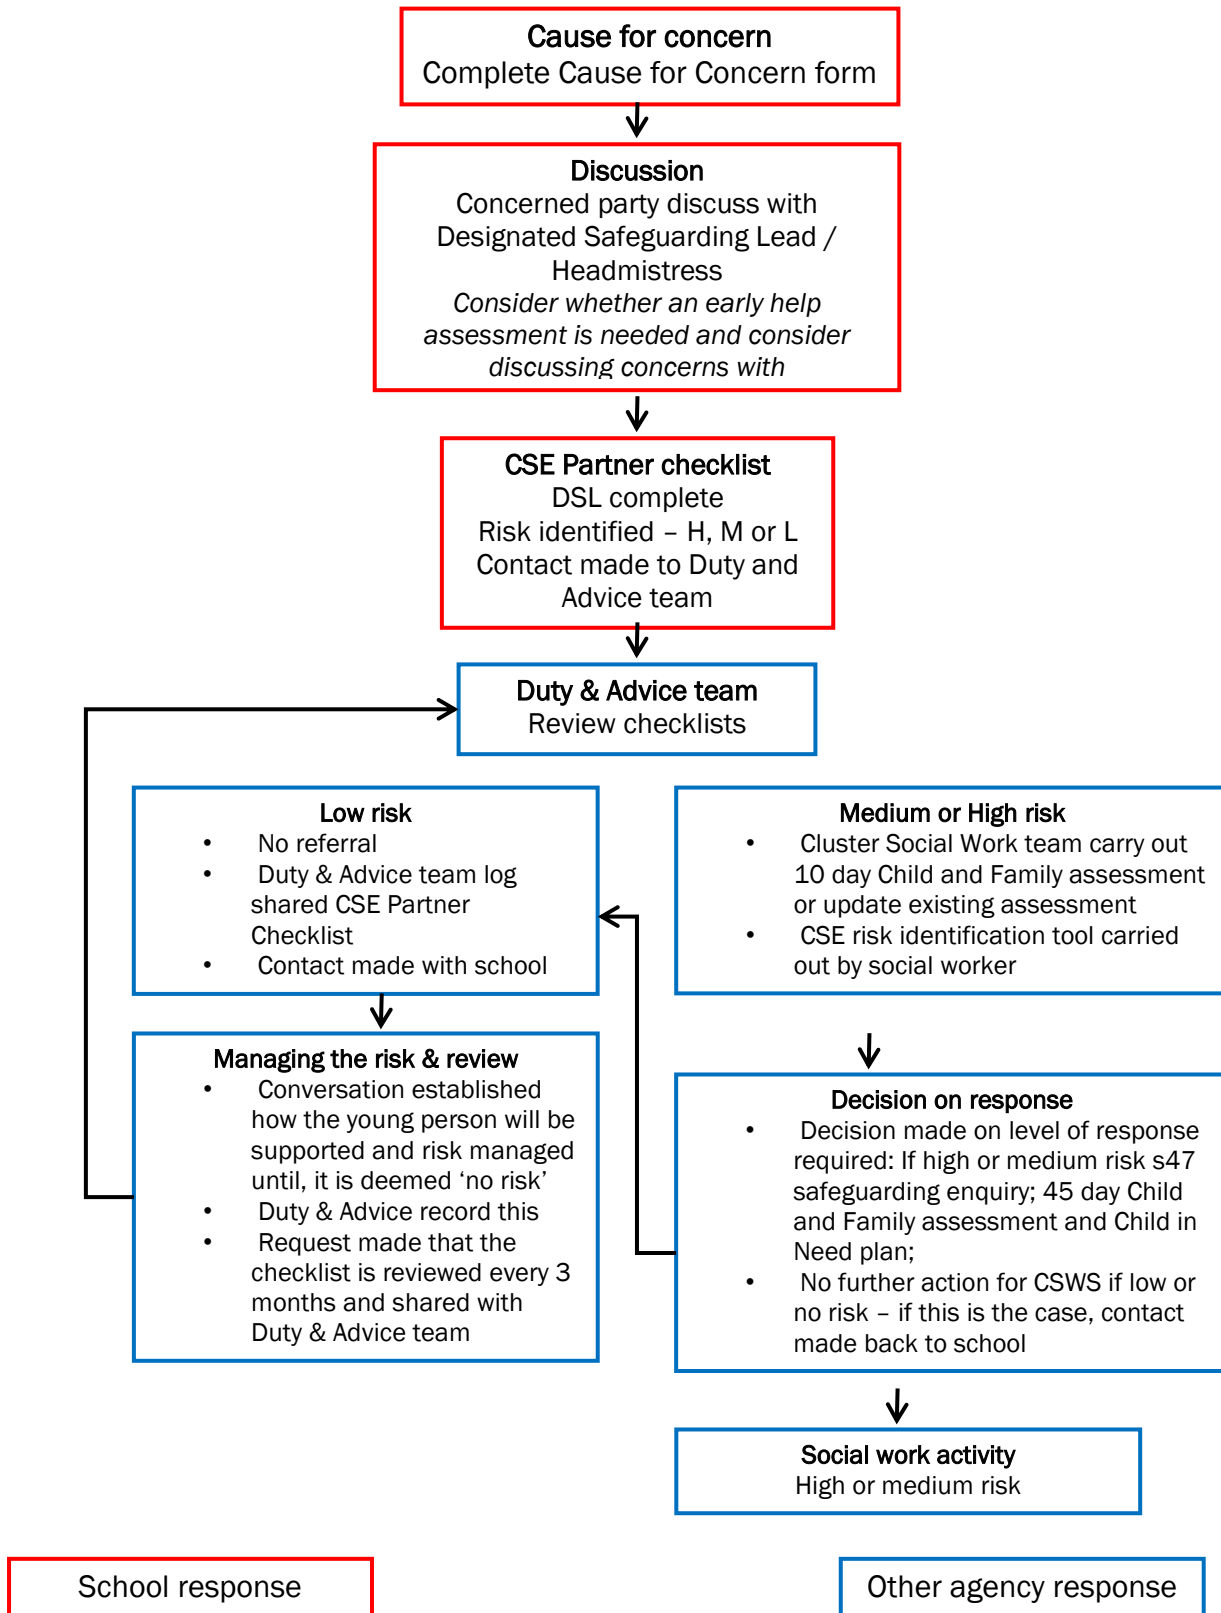 Cause for concern
Complete Cause for Concern form
Discussion
Concerned party discuss with
Designated Safeguarding Lead /
Headmistress
Consider whether an early help
assessment is needed and consider
discussing concerns with
CSE Partner checklist
DSL complete
Risk identified – H, M or L
Contact made to Duty and
Advice team
Duty & Advice team
Review checklists
Low risk
• No referral
• Duty & Advice team log
shared CSE Partner
Checklist
• Contact made with school
Medium or High risk
• Cluster Social Work team carry out
10 day Child and Family assessment
or update existing assessment
• CSE risk identification tool carried
out by social worker
Managing the risk & review
• Conversation established
how the young person will be
supported and risk managed
until, it is deemed ‘no risk’
• Duty & Advice record this
• Request made that the
checklist is reviewed every 3
months and shared with
Duty & Advice team
Decision on response
• Decision made on level of response
required: If high or medium risk s47
safeguarding enquiry; 45 day Child
and Family assessment and Child in
Need plan;
• No further action for CSWS if low or
no risk – if this is the case, contact
made back to school
Social work activity
High or medium risk
School response
Other agency response